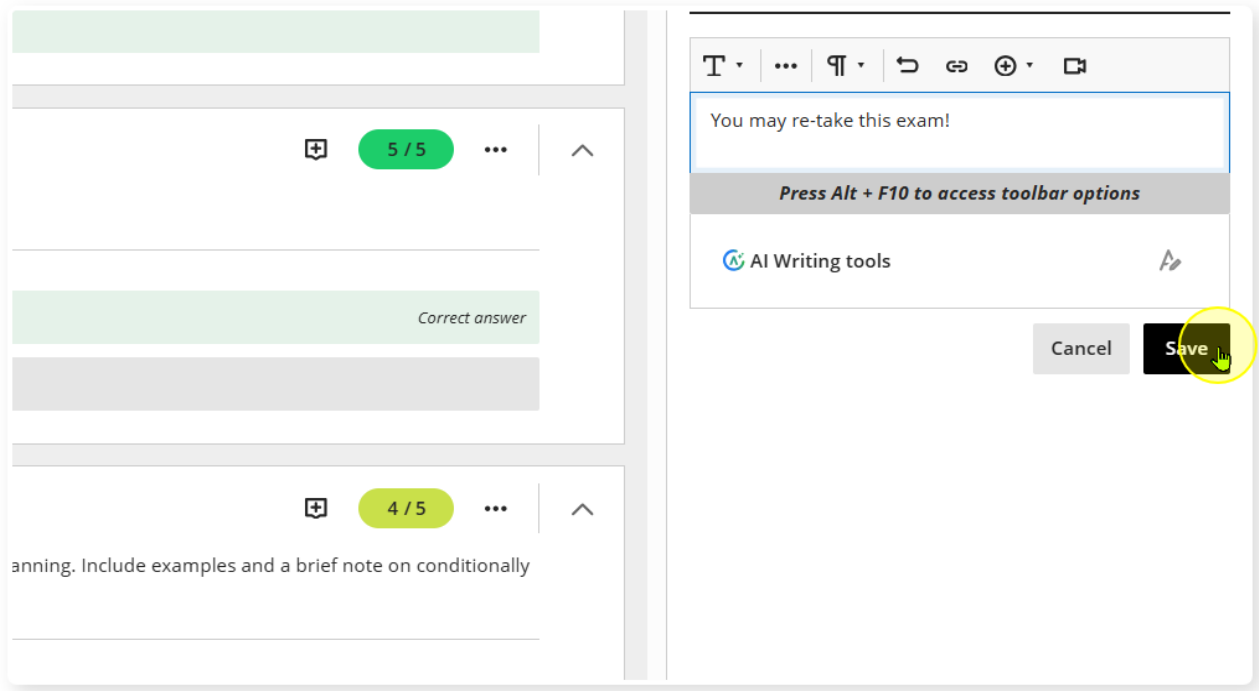 5 / 5
Correct answer
4 / 5
anning. Include examples and a brief note on conditionally
T
¶
You may re-take this exam!
Press Alt + F10 to access toolbar options
AI Writing tools
Cancel
Save